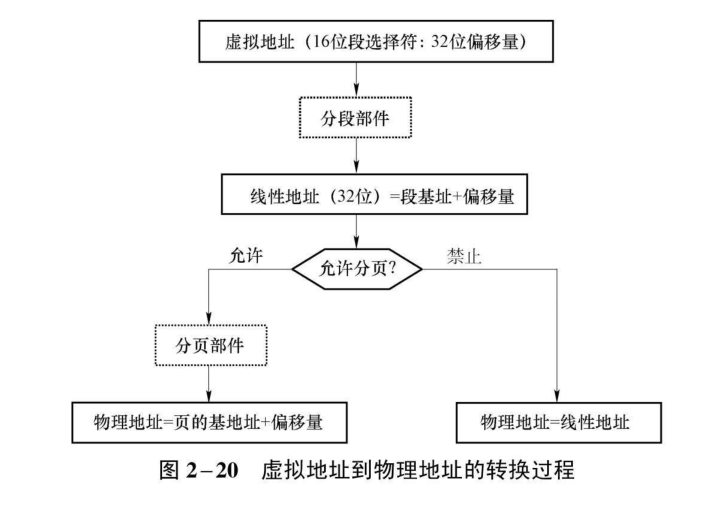 虚拟地址（16位段选择符：32位偏移量）
分段部件
线性地址（32位）=段基址+偏移量
允许
允许分页?
禁止
分页部件
物理地址=页的基地址+偏移量
物理地址=线性地址
图 2-20 虚拟地址到物理地址的转换过程